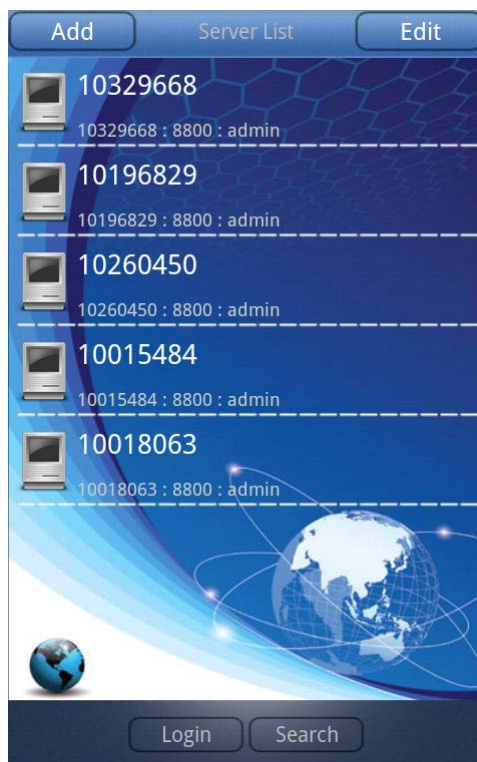 Add Server List Edit
10329668
10329668 : 8800 : admin
10196829
10196829 : 8800 : admin
10260450
10260450 : 8800 : admin
10015484
10015484 : 8800 : admin
10018063
10018063 : 8800 : admin
Login Search